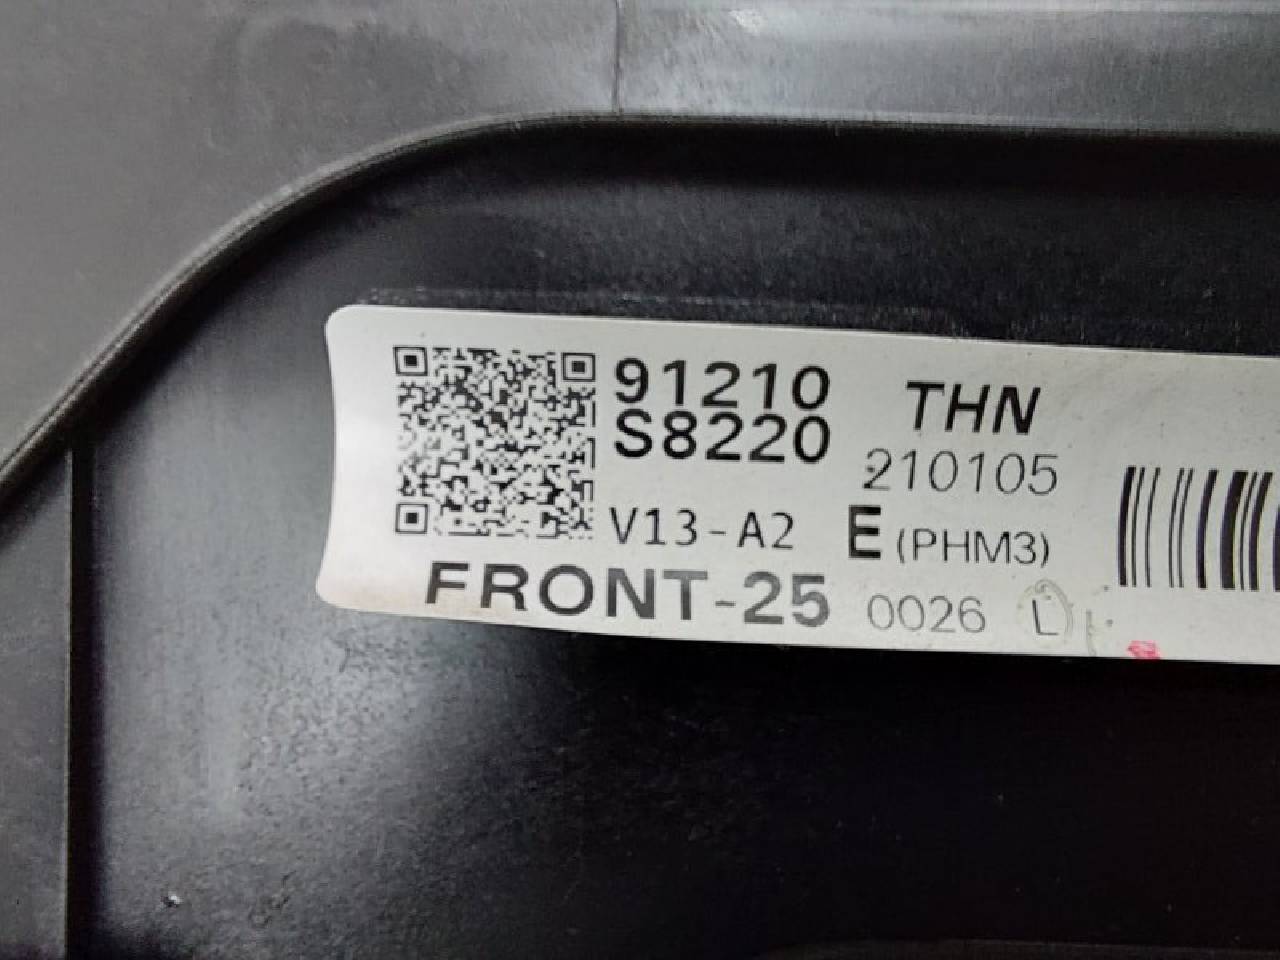 91210
S8220
V13-A2
FRONT-25
THN
210105
E (PHM3)
0026 L